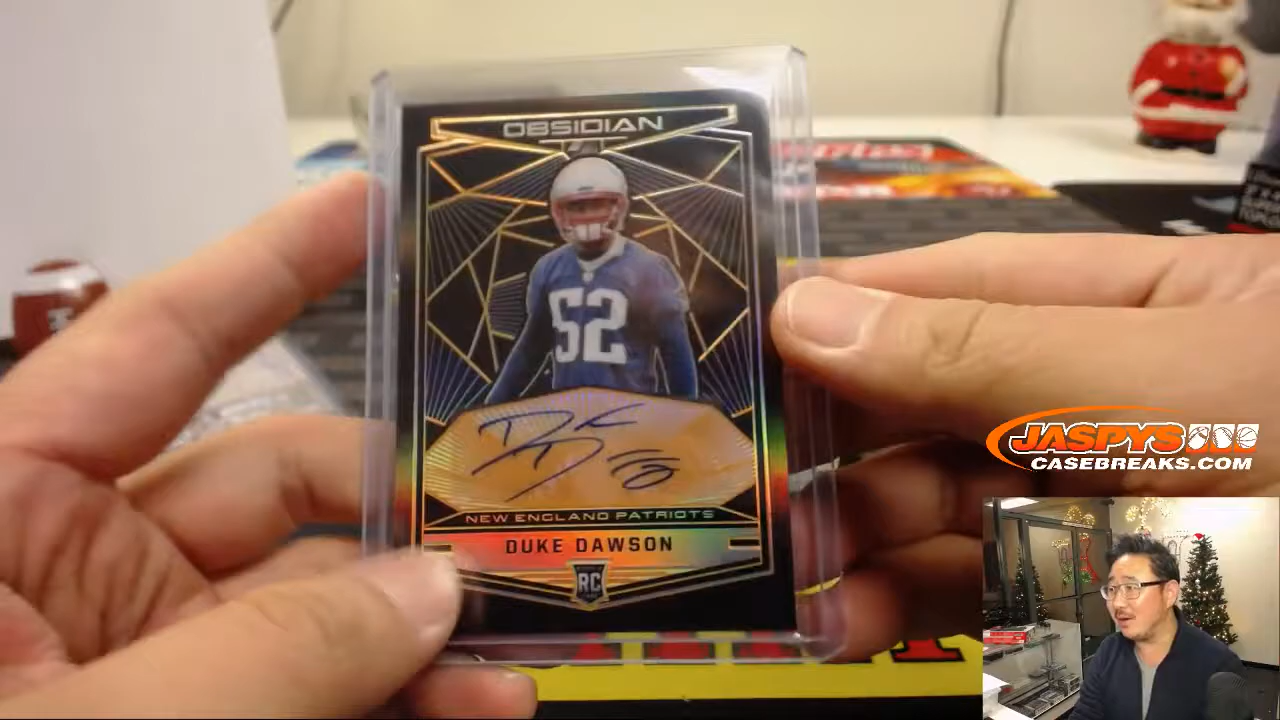 OBSIDIAN
52
NEW ENGLAND PATRIOTS
DUKE DAWSON
RC
JASPYS
CASEBREAKS.COM